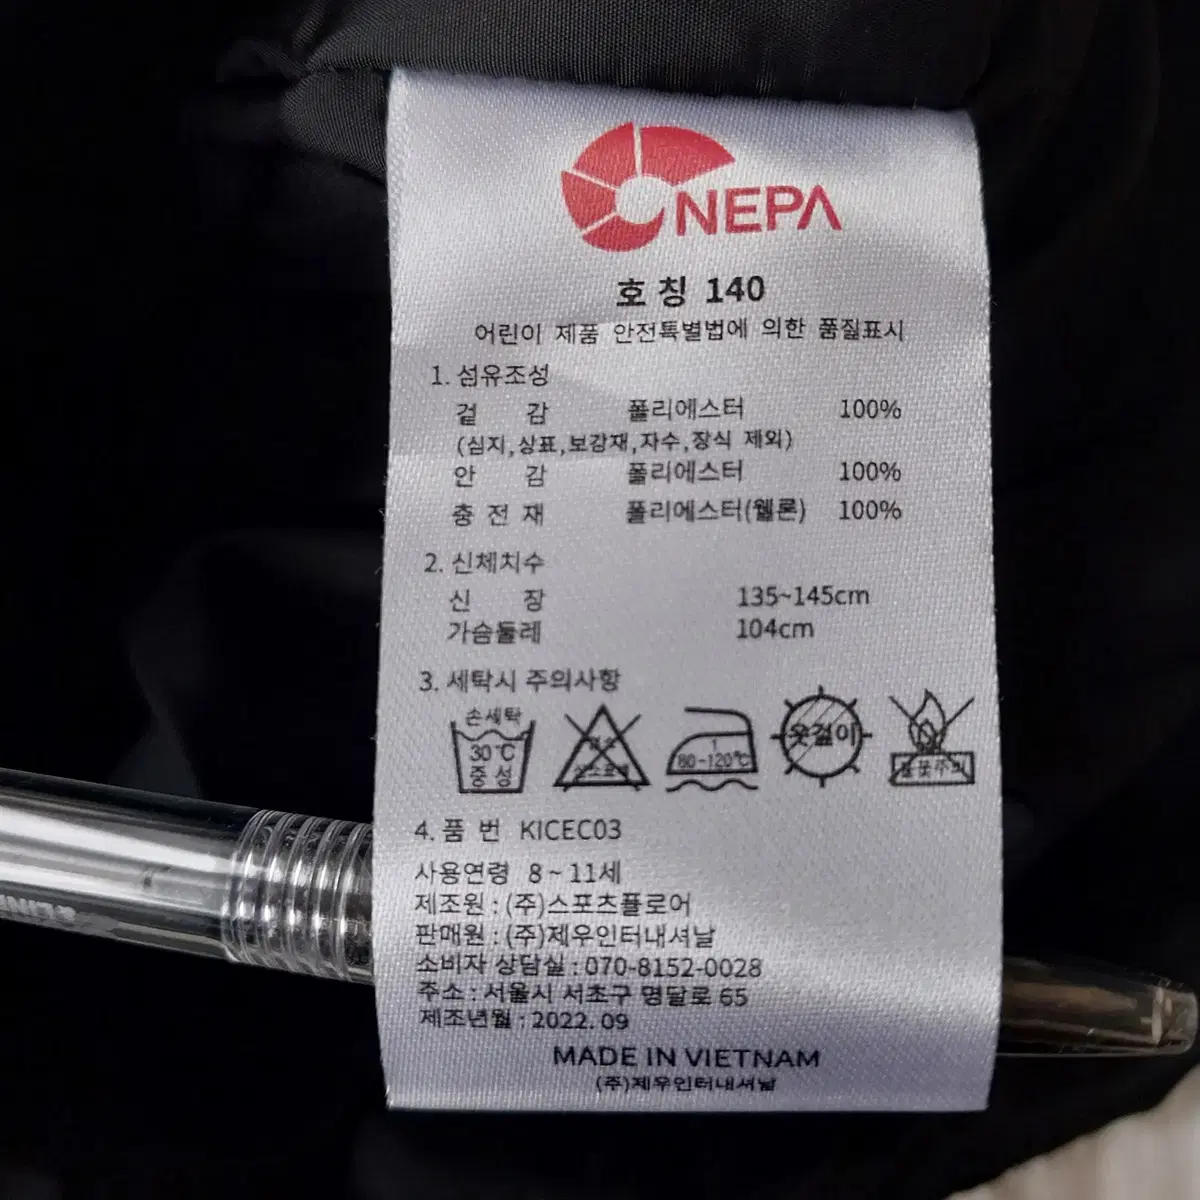 NEPA
호칭 140
어린이 제품 안전특별법에 의한 품질표시
1. 섬유조성
겉 감 폴리에스터 100%
(심지,상표,보강재,자수,장식 제외)
안 감 폴리에스터 100%
충 전 재 폴리에스터(웰론) 100%
2. 신체치수
신 장 135~145cm
가슴둘레 104cm
3. 세탁시 주의사항
손세탁
30℃
중성
1
80-120℃
옷걸이
4. 품 번 KICEC03
사용연령 8 ~ 11세
제조원 : (주)스포츠플로어
판매원 : (주)제우인터내셔날
소비자 상담실 : 070-8152-0028
주소 : 서울시 서초구 명달로 65
제조년월 : 2022. 09
MADE IN VIETNAM
(주)제우인터내셔날